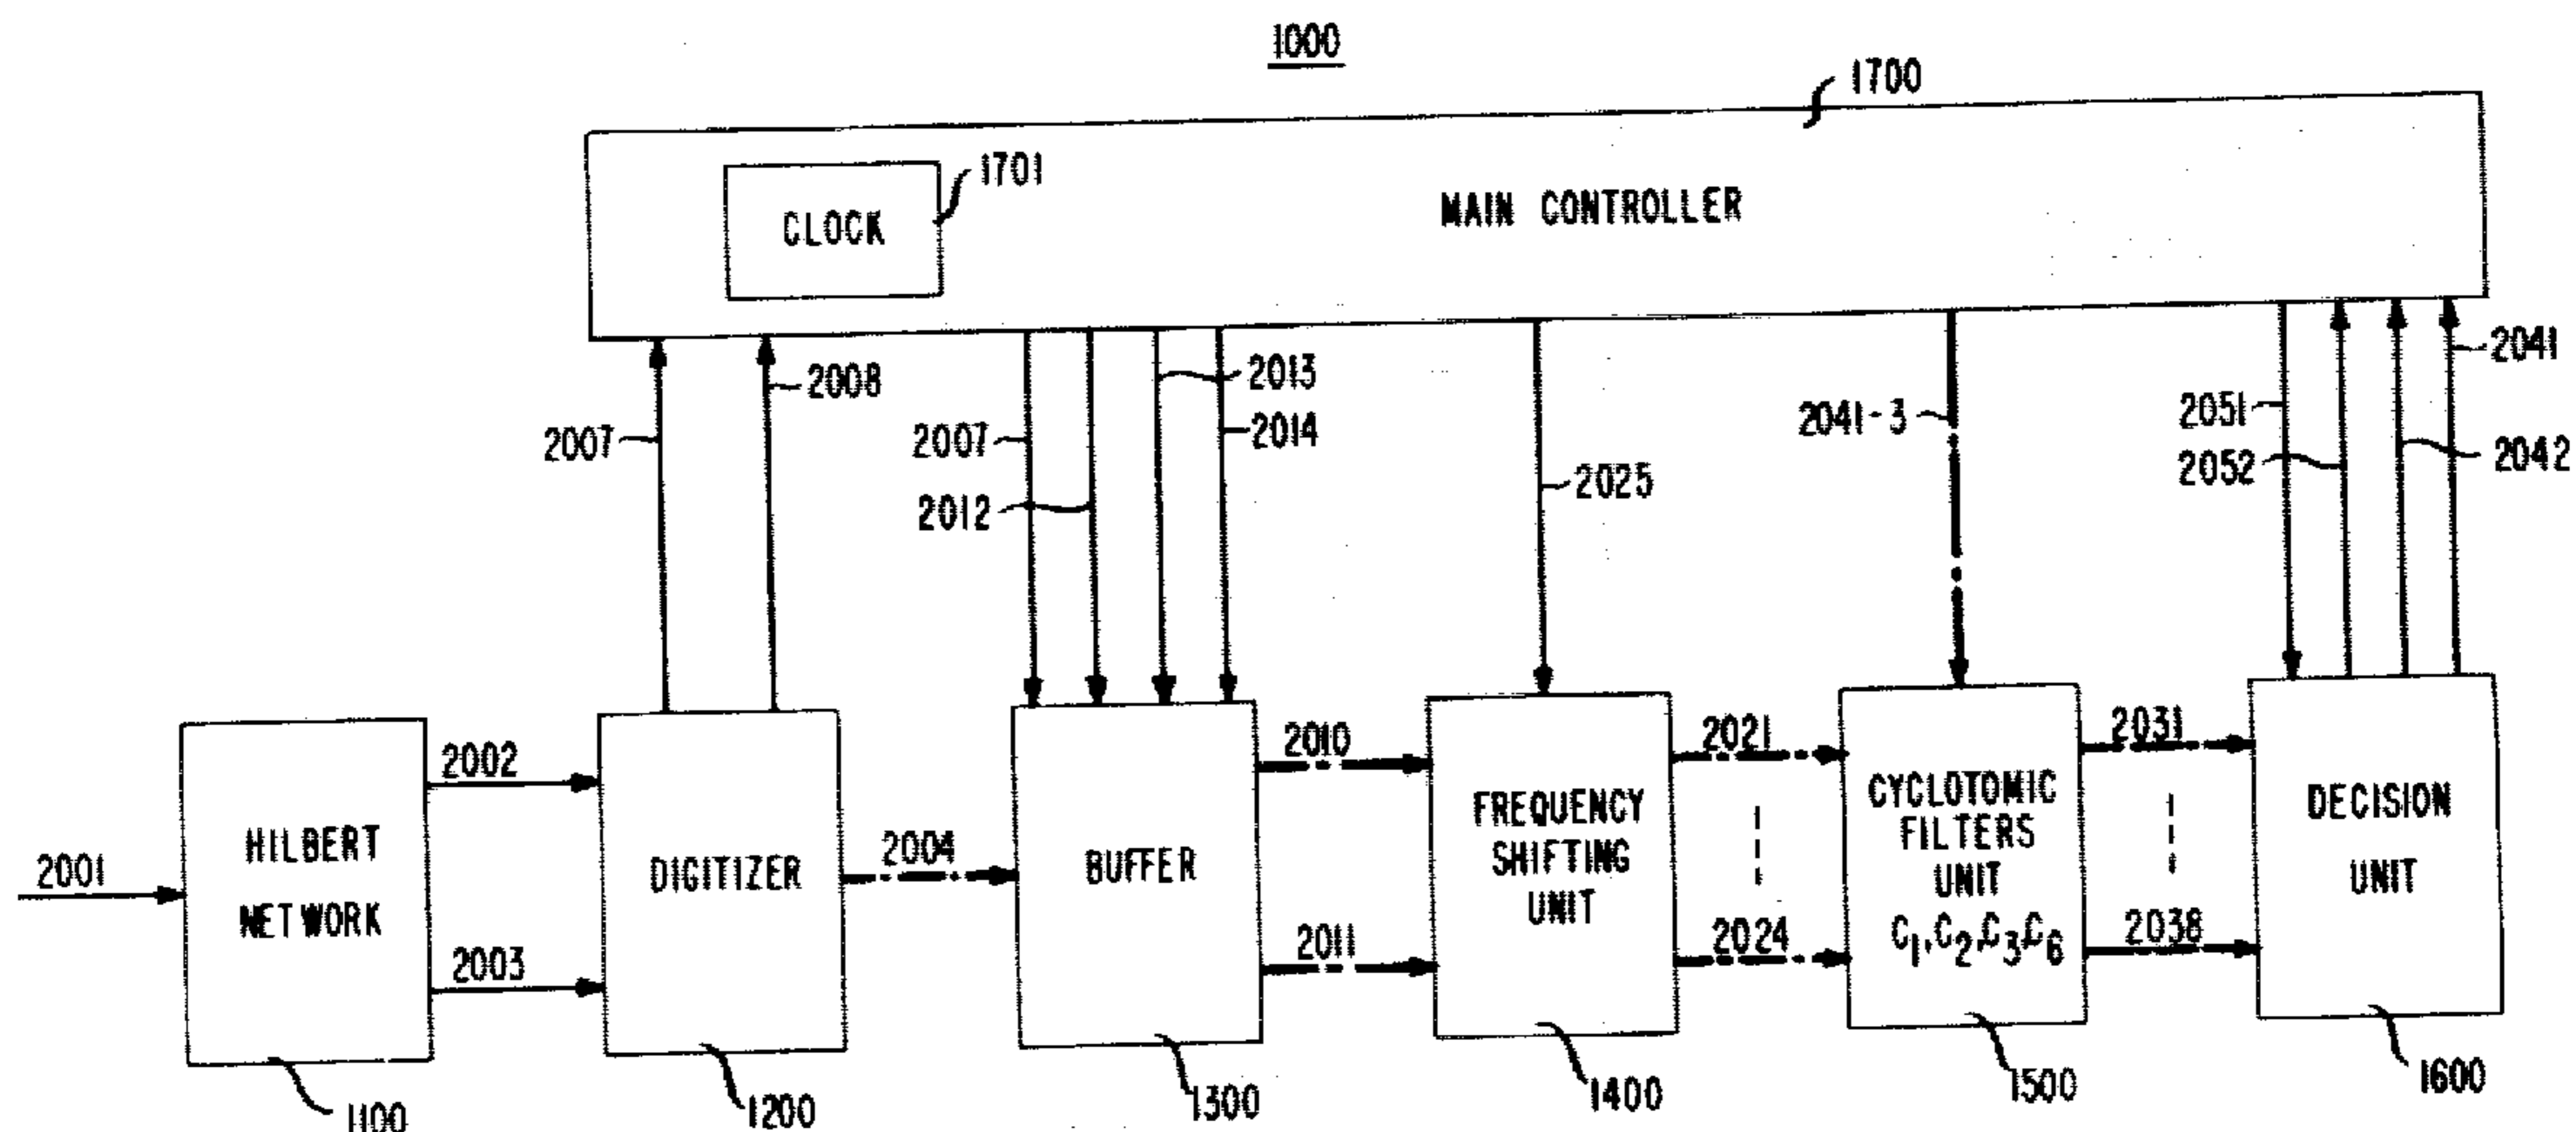 1000
1700
1701
CLOCK
MAIN CONTROLLER
2007
2008
2007
2012
2013
2014
2025
2041-3
2051
2052
2041
2042
2001
HILBERT
NETWORK
1100
2002
2003
DIGITIZER
1200
2004
BUFFER
1300
2010
2011
FREQUENCY
SHIFTING
UNIT
1400
2021
2024
CYCLOTOMIC
FILTERS
UNIT
C1,C2,C3,C6
1500
2031
2038
DECISION
UNIT
1600